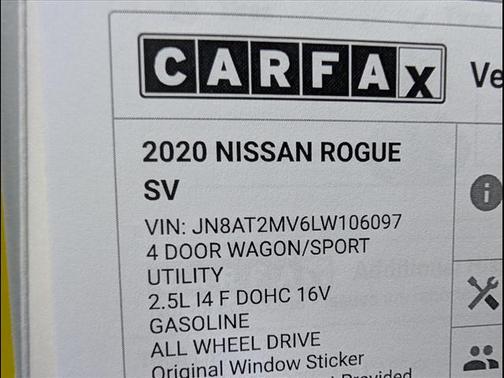 CARFAX Ve
2020 NISSAN ROGUE
SV
VIN: JN8AT2MV6LW106097
4 DOOR WAGON/SPORT
UTILITY
2.5L I4 F DOHC 16V
GASOLINE
ALL WHEEL DRIVE
Original Window Sticker
Provided